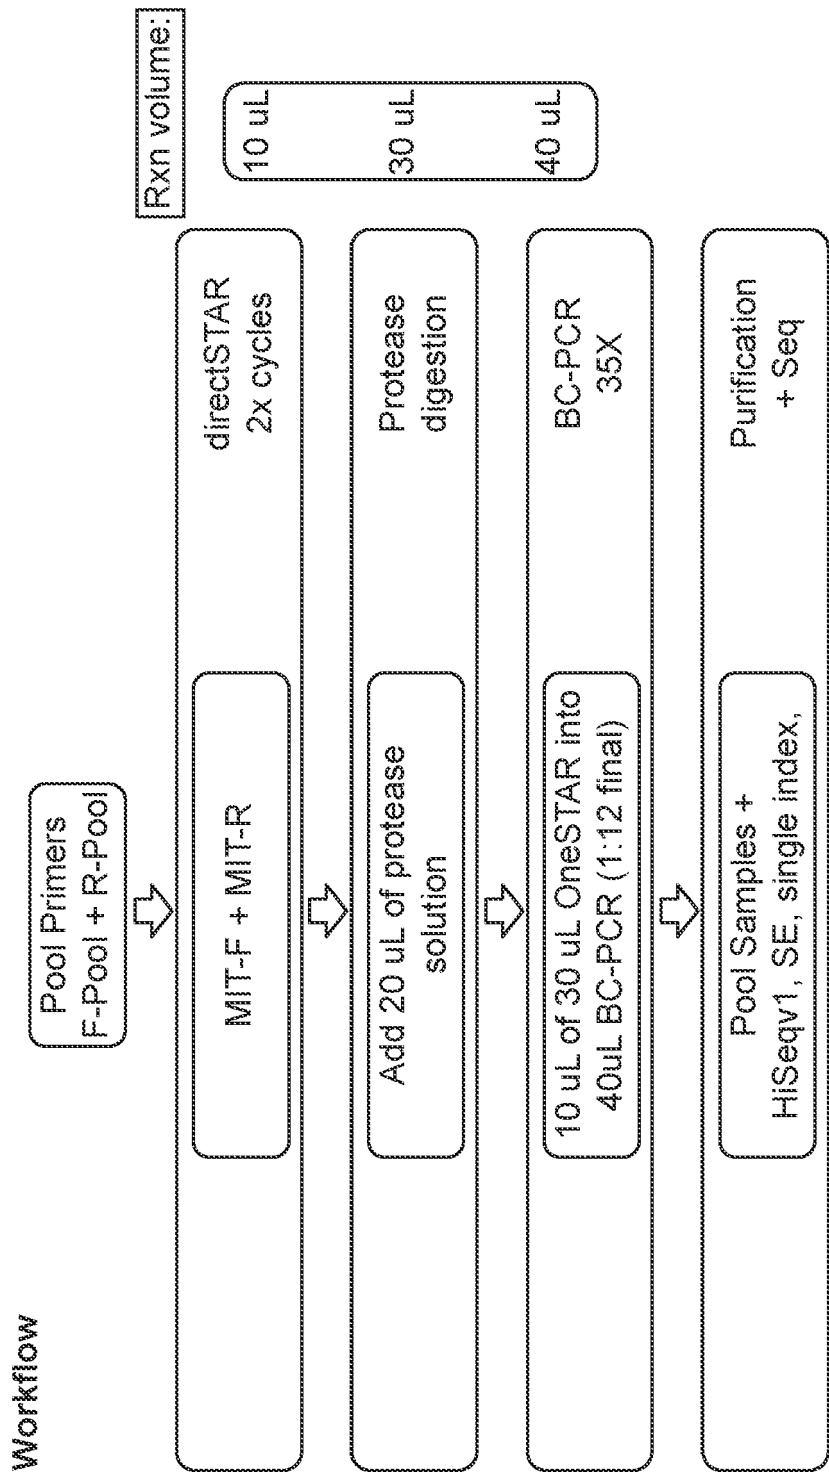 Workflow
Pool Primers
F-Pool + R-Pool
Rxn volume:
MIT-F + MIT-R
directSTAR
2x cycles
10 uL
Add 20 uL of protease
solution
Protease
digestion
30 uL
10 uL of 30 uL OneSTAR into
40uL BC-PCR (1:12 final)
BC-PCR
35X
40 uL
Pool Samples +
HiSeqv1, SE, single index,
Purification
+ Seq